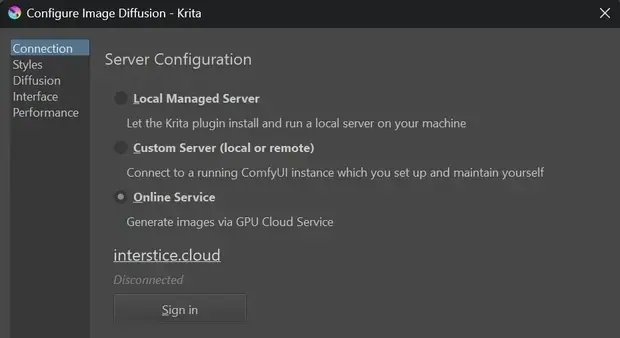 Configure Image Diffusion - Krita
Connection
Styles
Diffusion
Interface
Performance
Server Configuration
Local Managed Server
Let the Krita plugin install and run a local server on your machine
Custom Server (local or remote)
Connect to a running ComfyUI instance which you set up and maintain yourself
Online Service
Generate images via GPU Cloud Service
interstice.cloud
Disconnected
Sign in